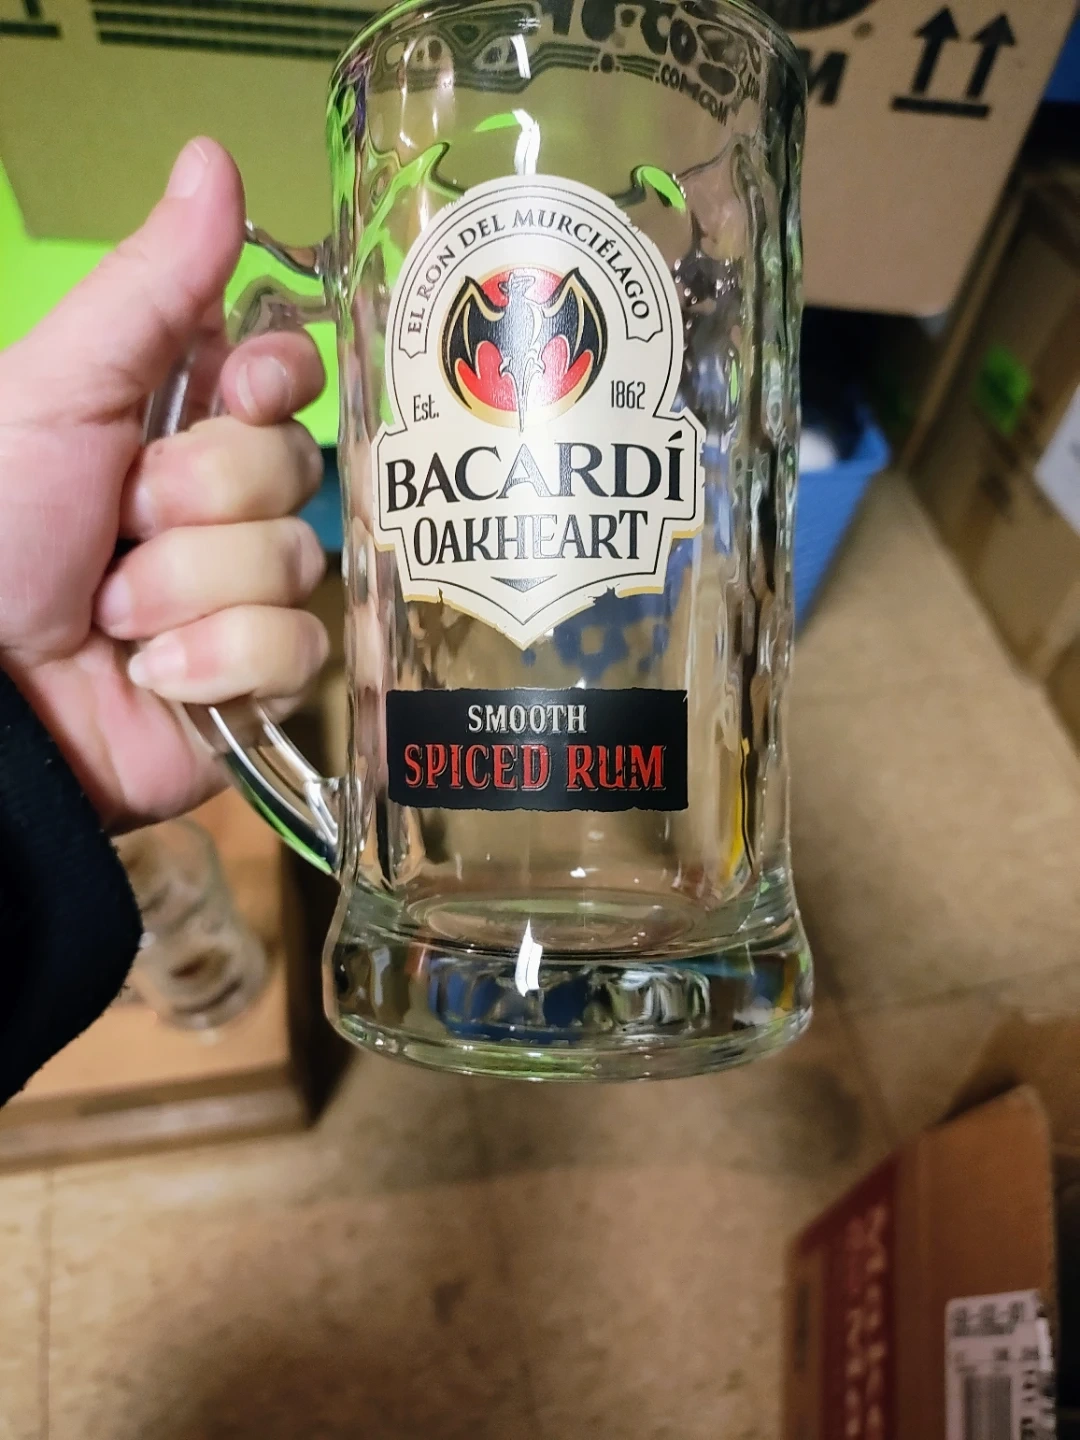 EL RON DEL MURCIÉLAGO
Est. 1862
BACARDÍ
OAKHEART
SMOOTH
SPICED RUM